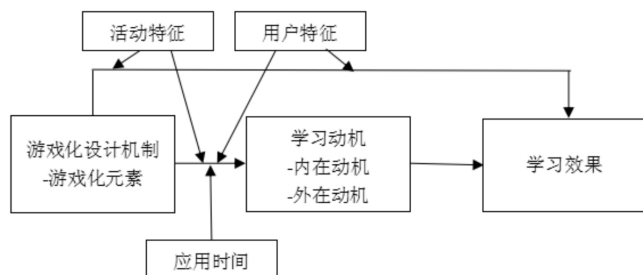 活动特征
用户特征
游戏化设计机制
-游戏化元素
学习动机
-内在动机
-外在动机
学习效果
应用时间